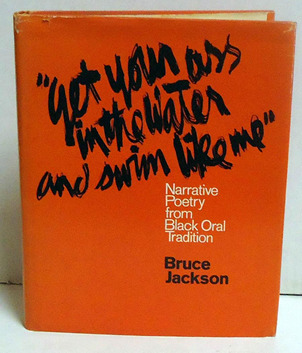 "get your ass
in the water
and swim like me"
Narrative
Poetry
from
Black Oral
Tradition
Bruce
Jackson